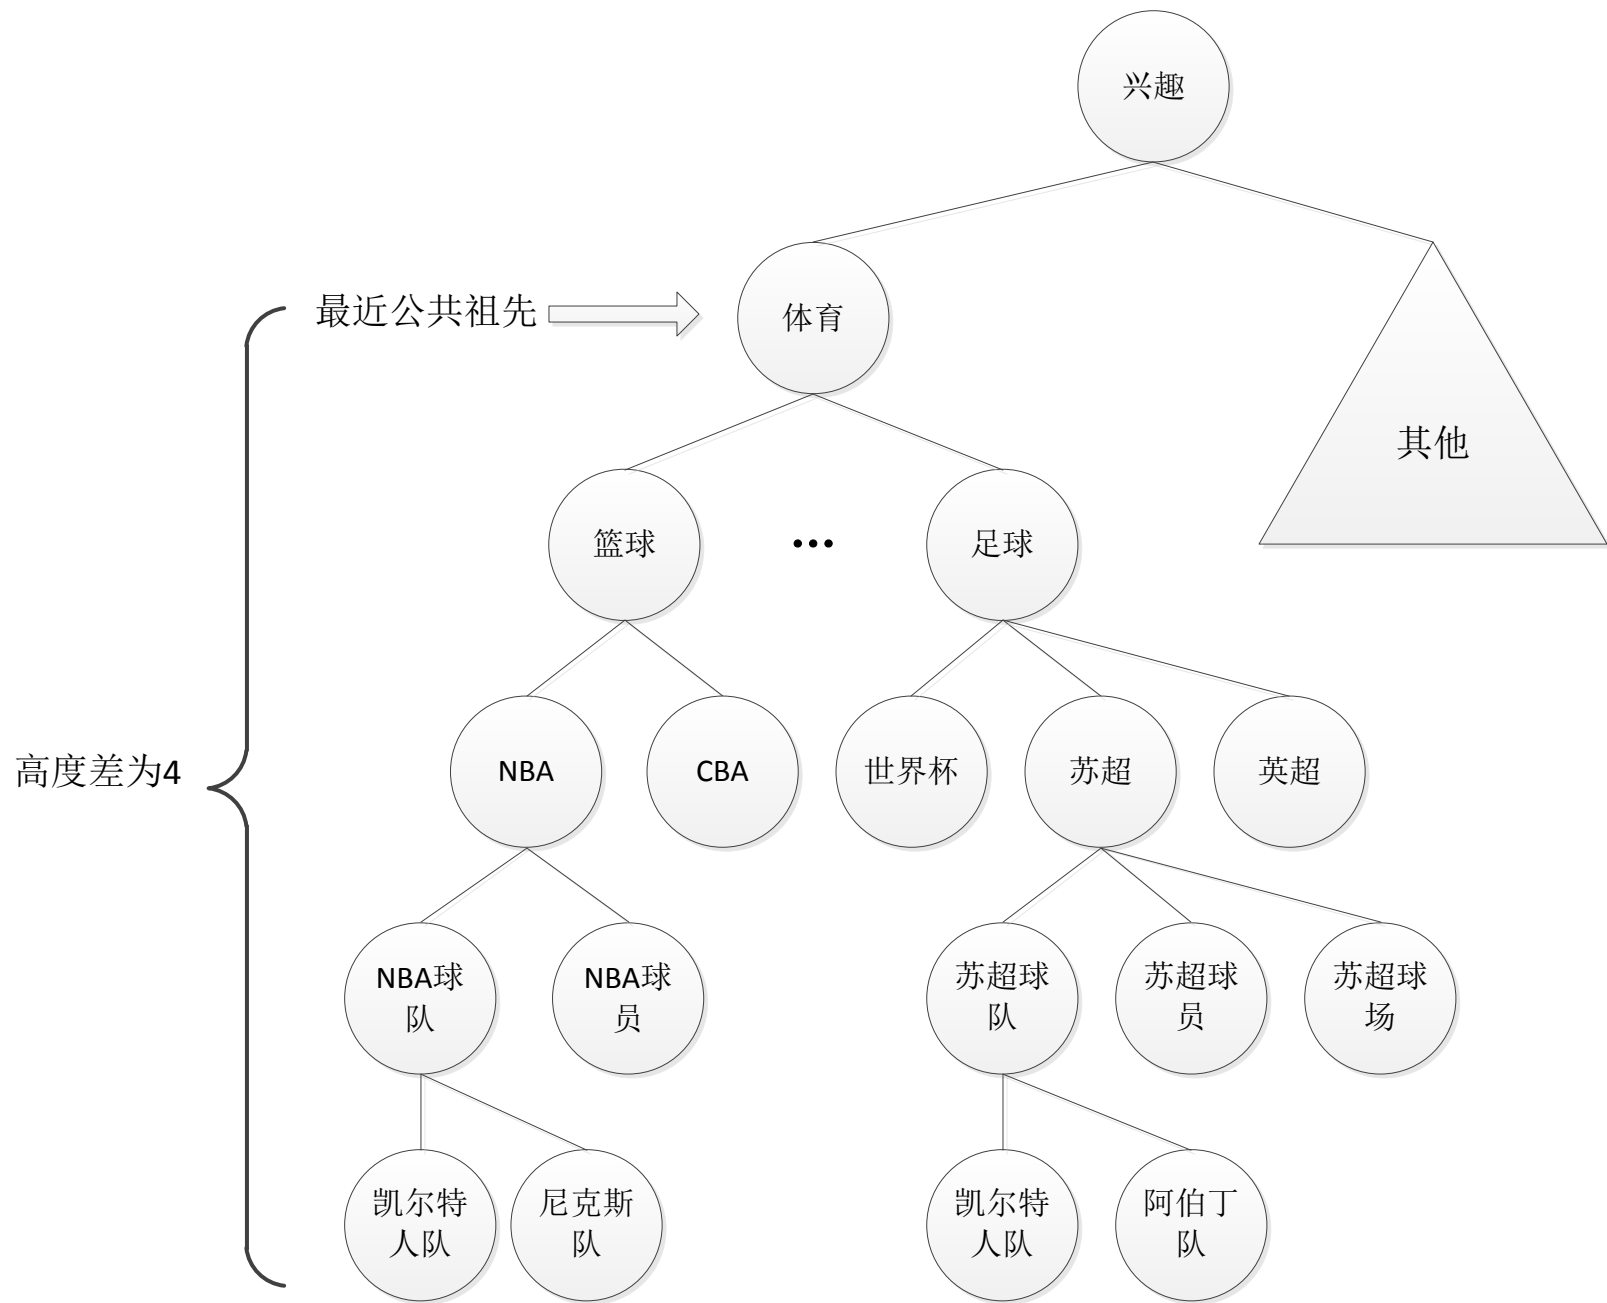 兴趣
最近公共祖先
体育
其他
篮球
...
足球
高度差为4
NBA
CBA
世界杯
苏超
英超
NBA球
队
NBA球
员
苏超球
队
苏超球
员
苏超球
场
凯尔特
人队
尼克斯
队
凯尔特
人队
阿伯丁
队